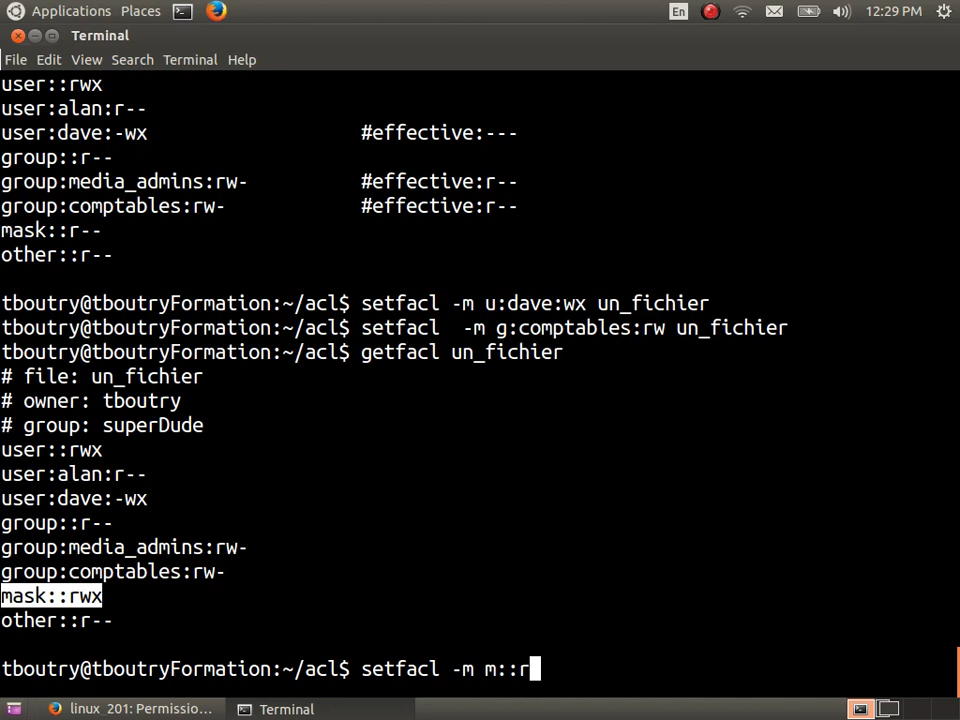 Applications Places En 12:29 PM
Terminal
File Edit View Search Terminal Help
user::rwx
user:alan:r--
user:dave:-wx #effective:---
group::r--
group:media_admins:rw- #effective:r--
group:comptables:rw- #effective:r--
mask::r--
other::r--
tboutry@tboutryFormation:~/acl$ setfacl -m u:dave:wx un_fichier
tboutry@tboutryFormation:~/acl$ setfacl  -m g:comptables:rw un_fichier
tboutry@tboutryFormation:~/acl$ getfacl un_fichier
# file: un_fichier
# owner: tboutry
# group: superDude
user::rwx
user:alan:r--
user:dave:-wx
group::r--
group:media_admins:rw-
group:comptables:rw-
mask::rwx
other::r--
tboutry@tboutryFormation:~/acl$ setfacl -m m::r
linux_201: Permissio... Terminal